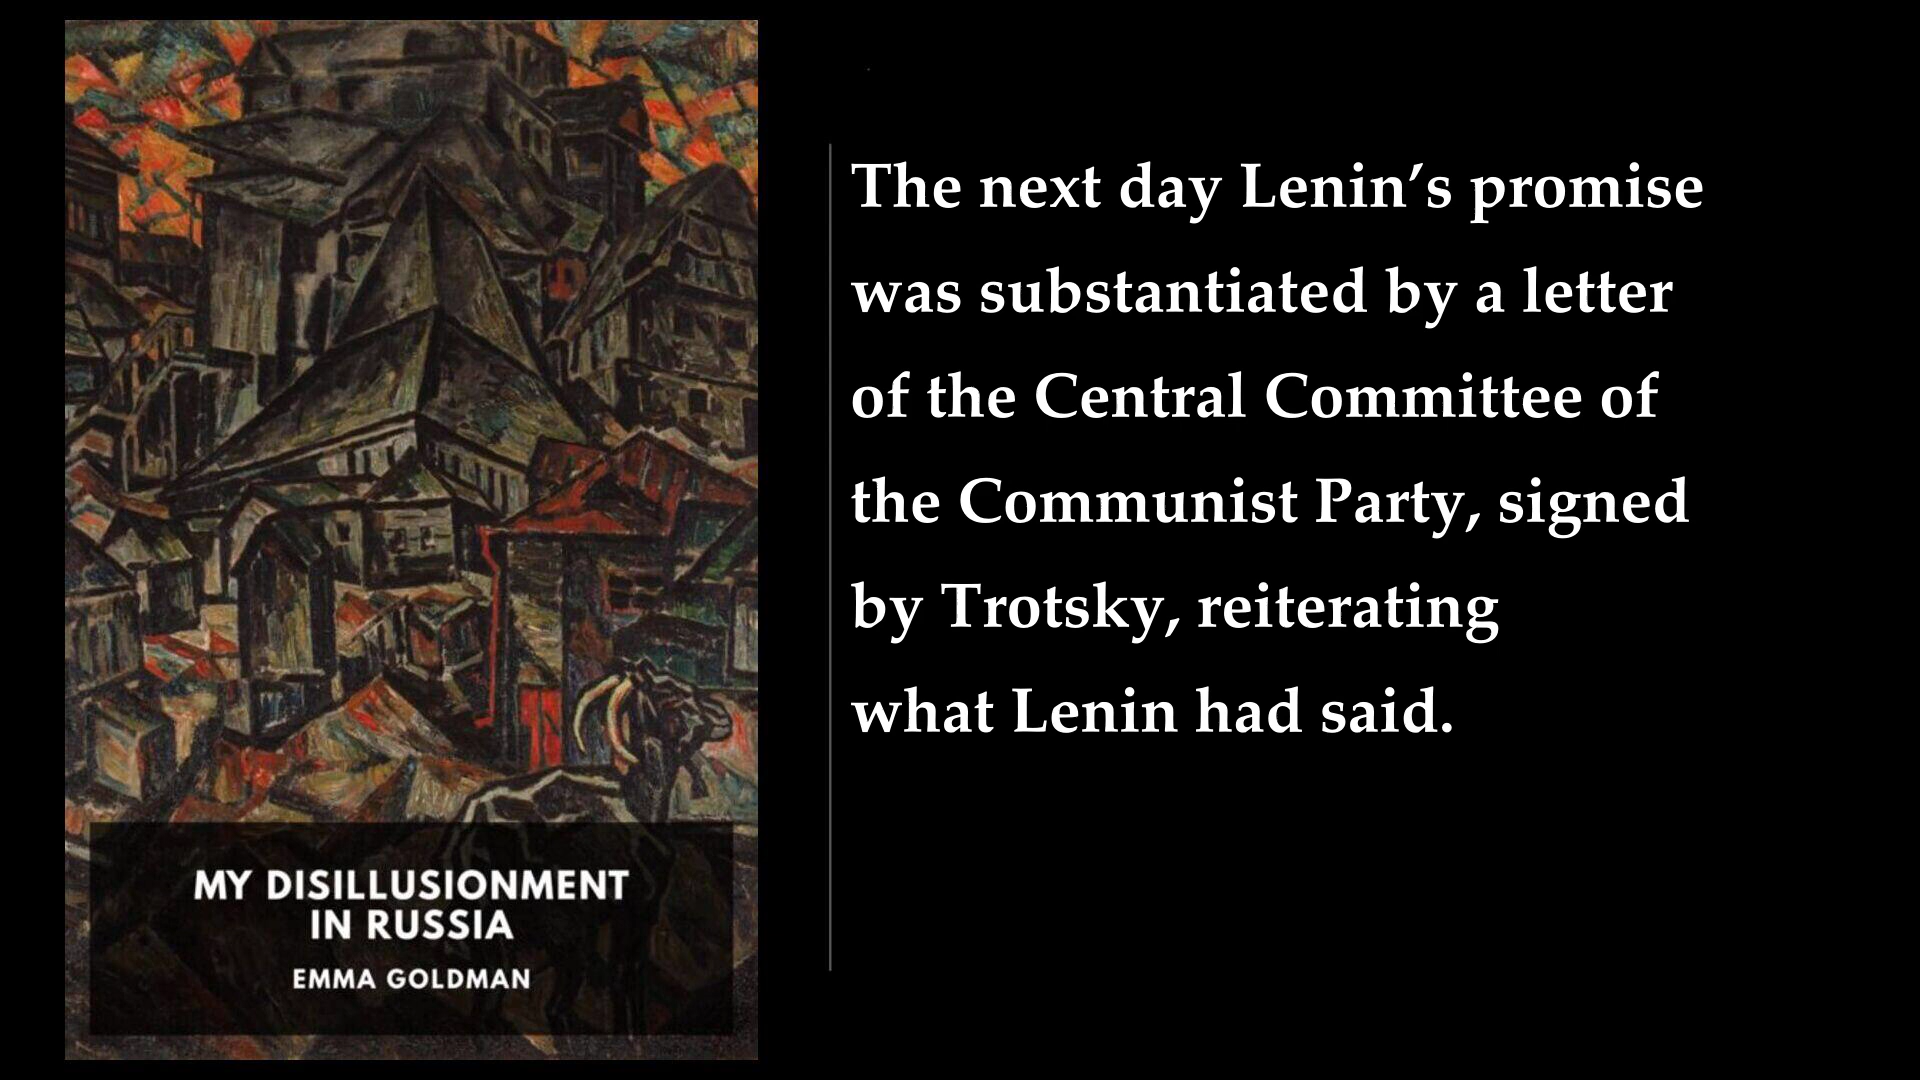 The next day Lenin’s promise
was substantiated by a letter
of the Central Committee of
the Communist Party, signed
by Trotsky, reiterating
what Lenin had said.
MY DISILLUSIONMENT
IN RUSSIA
EMMA GOLDMAN